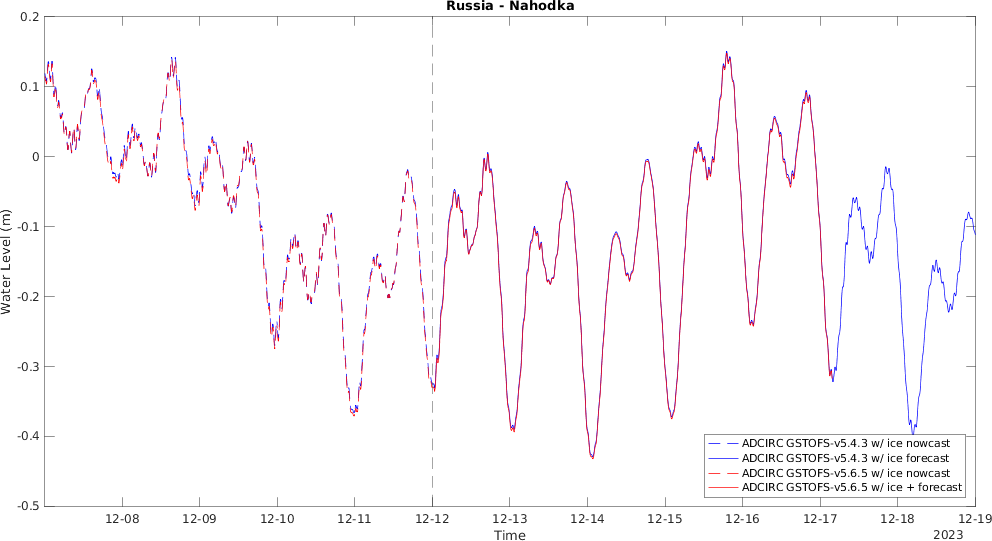 Russia - Nahodka
Water Level (m)
0.2
0.1
0
-0.1
-0.2
-0.3
-0.4
-0.5
ADCIRC GSTOFS-v5.4.3 w/ ice nowcast
ADCIRC GSTOFS-v5.4.3 w/ ice forecast
ADCIRC GSTOFS-v5.6.5 w/ ice nowcast
ADCIRC GSTOFS-v5.6.5 w/ ice + forecast
12-08 12-09 12-10 12-11 12-12 12-13 12-14 12-15 12-16 12-17 12-18 12-19
Time
2023